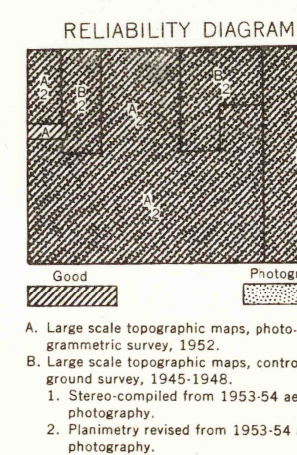 RELIABILITY DIAGRAM
A
2
B
2
A
2
B
2
A
A
2
Good
Photogr
A. Large scale topographic maps, photo-
grammetric survey, 1952.
B. Large scale topographic maps, contro
ground survey, 1945-1948.
1. Stereo-compiled from 1953-54 ae
photography.
2. Planimetry revised from 1953-54 a
photography.